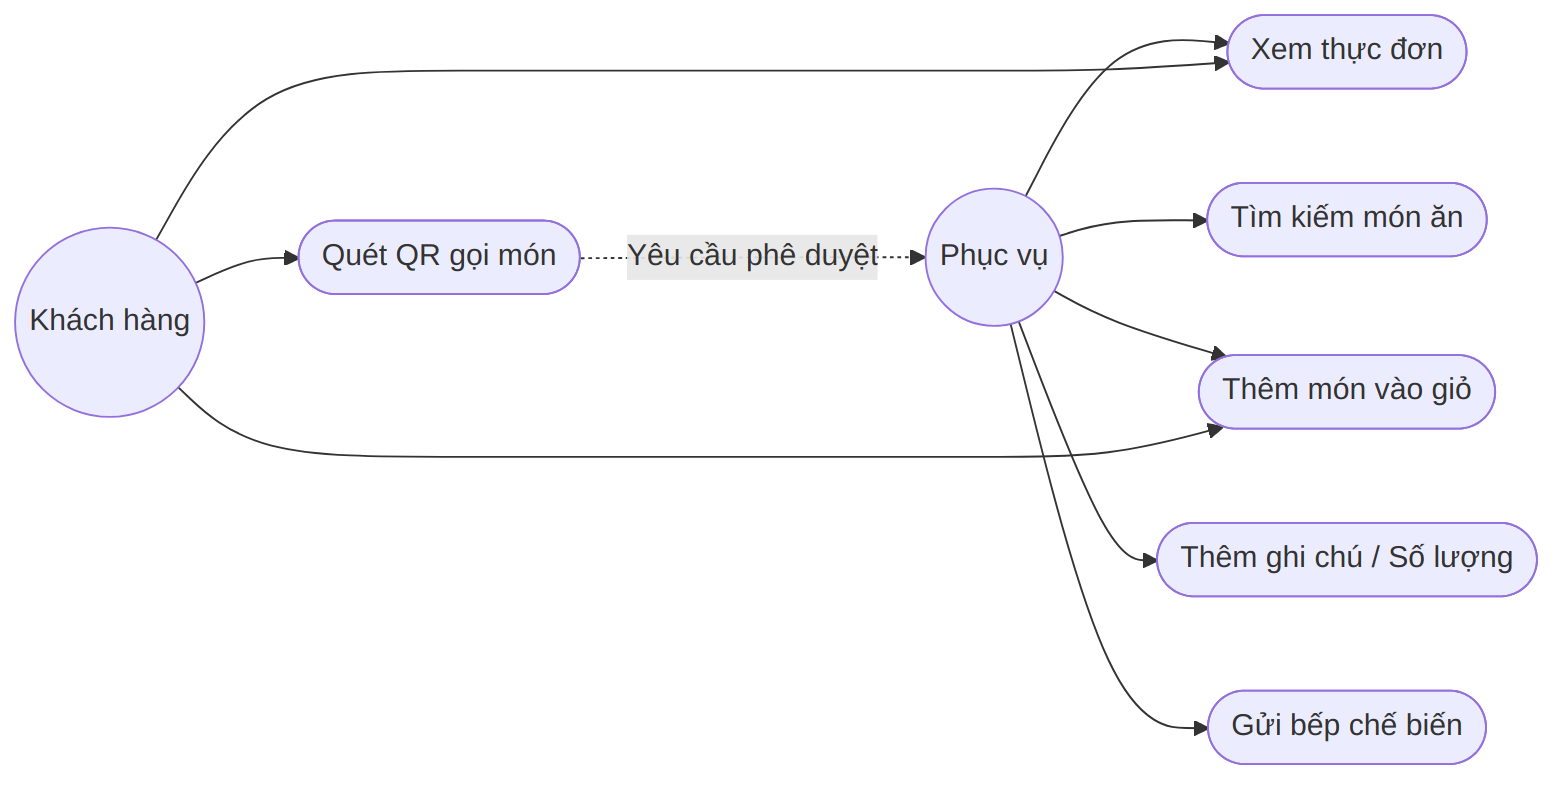 Xem thực đơn
Tìm kiếm món ăn
Quét QR gọi món
Yêu cầu phê duyệt
Phục vụ
Khách hàng
Thêm món vào giỏ
Thêm ghi chú / Số lượng
Gửi bếp chế biến